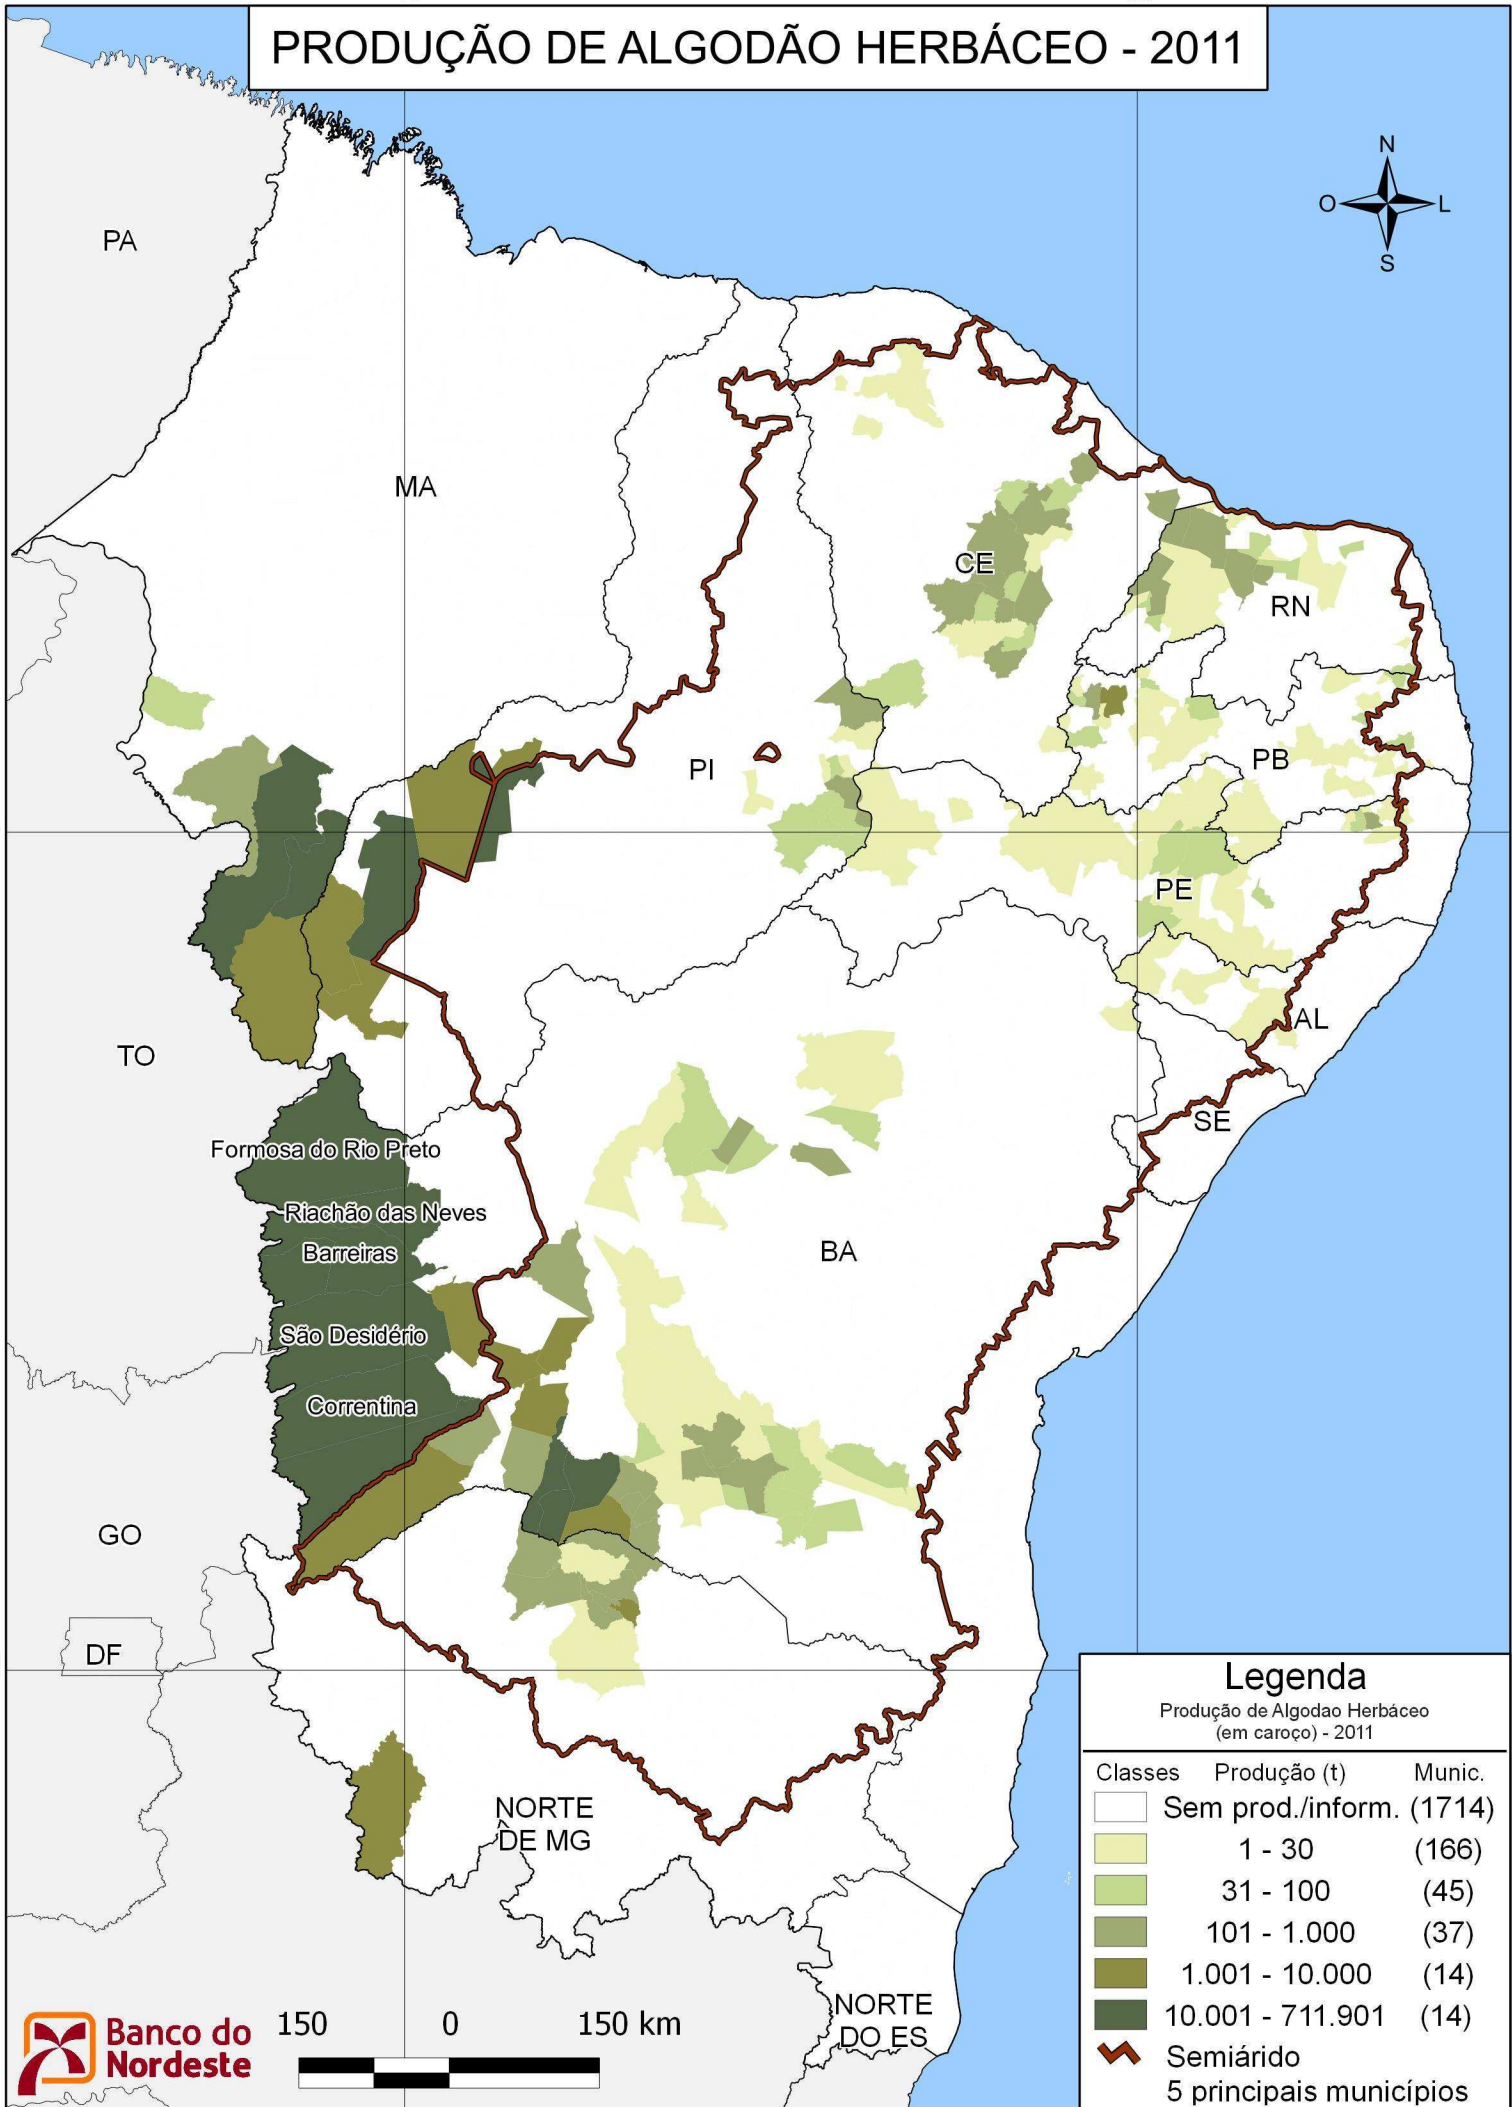 PRODUÇÃO DE ALGODÃO HERBÁCEO - 2011
N
O L
S
PA
MA
CE
RN
PI
PB
PE
TO
AL
SE
Formosa do Rio Preto
Riachão das Neves
Barreiras
BA
São Desidério
Correntina
GO
DF
NORTE
DE MG
NORTE
DO ES
Legenda
Produção de Algodao Herbáceo
(em caroço) - 2011
Classes Produção (t) Munic.
Sem prod./inform. (1714)
1 - 30 (166)
31 - 100 (45)
101 - 1.000 (37)
1.001 - 10.000 (14)
10.001 - 711.901 (14)
Semiárido
5 principais municípios
Banco do
Nordeste
150 0 150 km